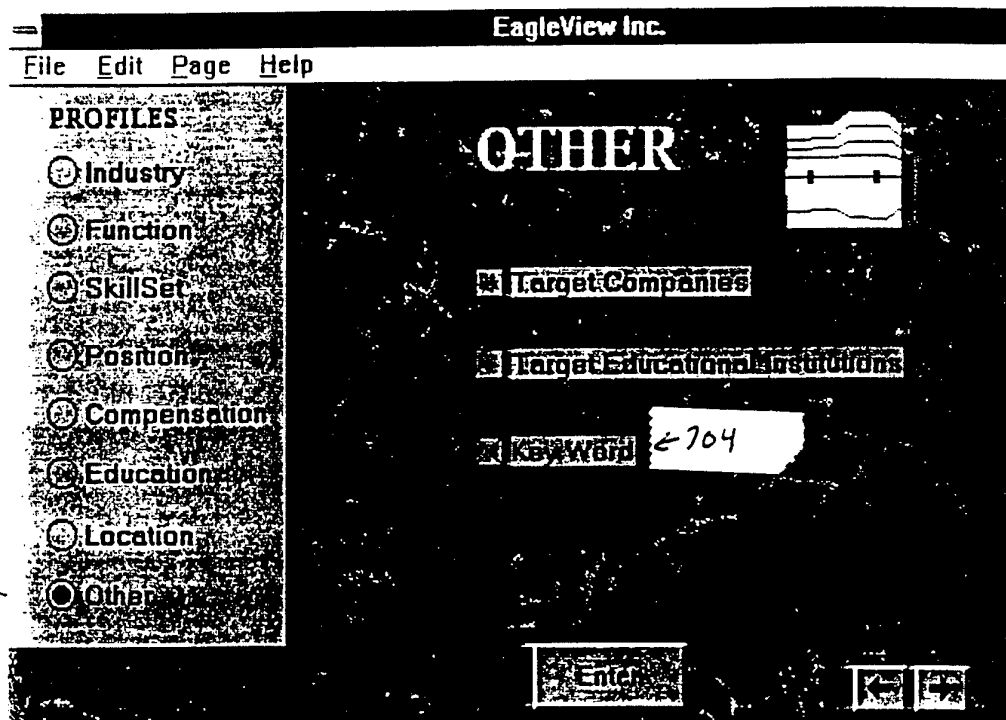 EagleView Inc.
File Edit Page Help
PROFILES
Industry
Function
SkillSet
Position
Compensation
Education
Location
Other
OTHER
Target Companies
Target Educational Institutions
KeyWord ←704
Enter
← →